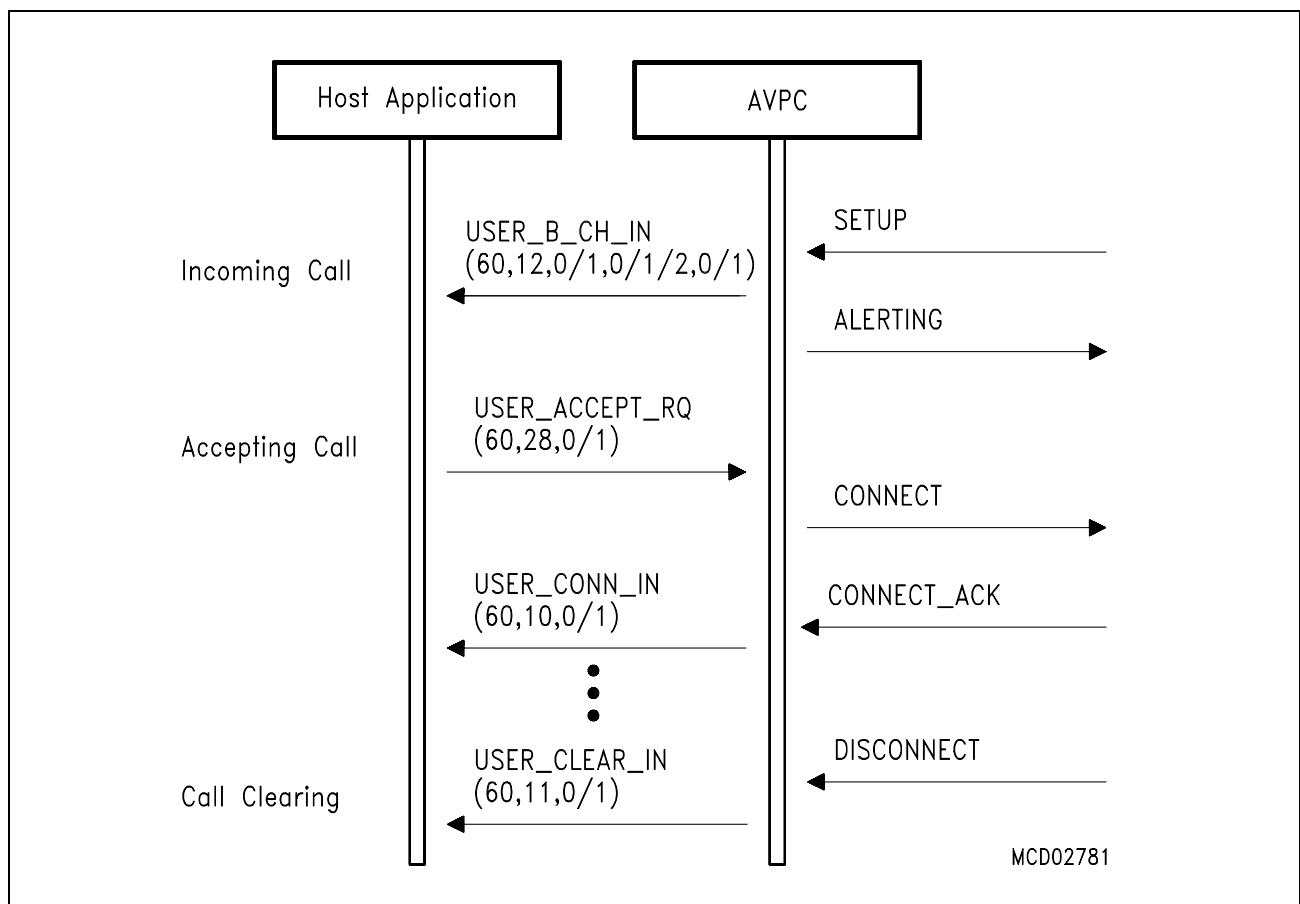 Host Application
AVPC
SETUP
USER_B_CH_IN
(60,12,0/1,0/1/2,0/1)
Incoming Call
ALERTING
USER_ACCEPT_RQ
(60,28,0/1)
Accepting Call
CONNECT
USER_CONN_IN
(60,10,0/1)
CONNECT_ACK
DISCONNECT
USER_CLEAR_IN
(60,11,0/1)
Call Clearing
MCD02781